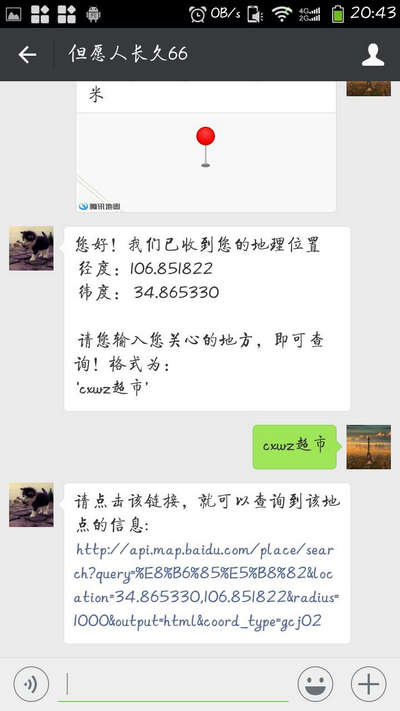 0B/s
4G
2G
20:43
但愿人长久66
米
腾讯地图
您好！我们已收到您的地理位置
经度：106.851822
纬度： 34.865330
请您输入您关心的地方，即可查
询！格式为：
'cxwz超市'
cxwz超市
请点击该链接，就可以查询到该地
点的信息:
http://api.map.baidu.com/place/sear
ch?query=%E8%B6%85%E5%B8%82&lo
cation=34.865330,106.851822&radius=
1000&output=html&coord_type=gcj02